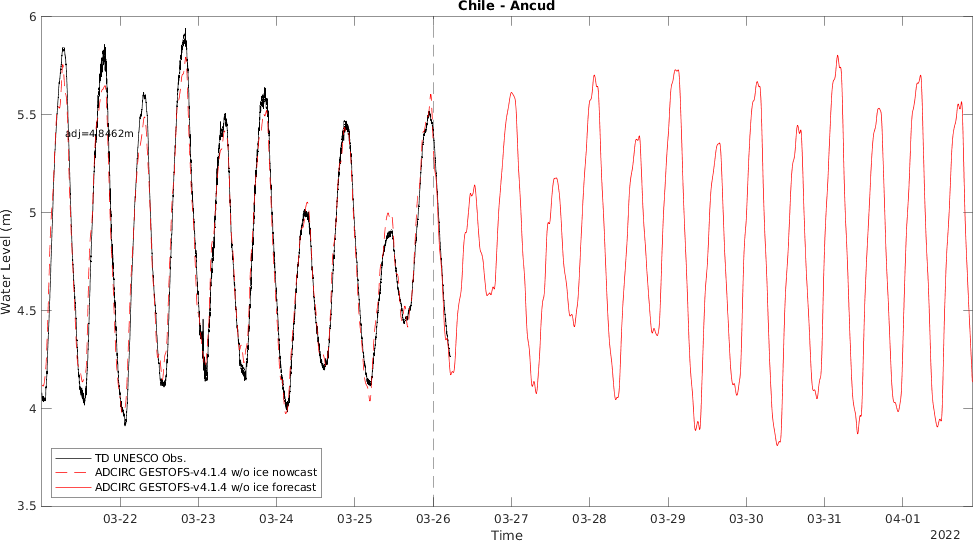 Chile - Ancud
6
5.5
5
4.5
4
3.5
Water Level (m)
adj=4.8462m
TD UNESCO Obs.
ADCIRC GESTOFS-v4.1.4 w/o ice nowcast
ADCIRC GESTOFS-v4.1.4 w/o ice forecast
03-22 03-23 03-24 03-25 03-26 03-27 03-28 03-29 03-30 03-31 04-01
Time
2022